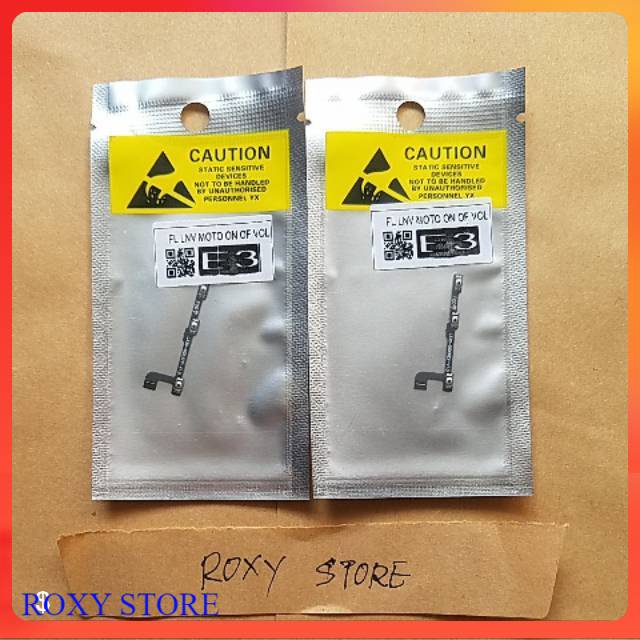 CAUTION
STATIC SENSITIVE
DEVICES
NOT TO BE HANDLED
BY UNAUTHORISED
PERSONNEL YX
FL LNV MOTO ON OF VOL
E3
CAUTION
STATIC SENSITIVE
DEVICES
NOT TO BE HANDLED
BY UNAUTHORISED
PERSONNEL YX
FL LNV MOTO ON OF VOL
E3
ROXY STORE
ROXY STORE